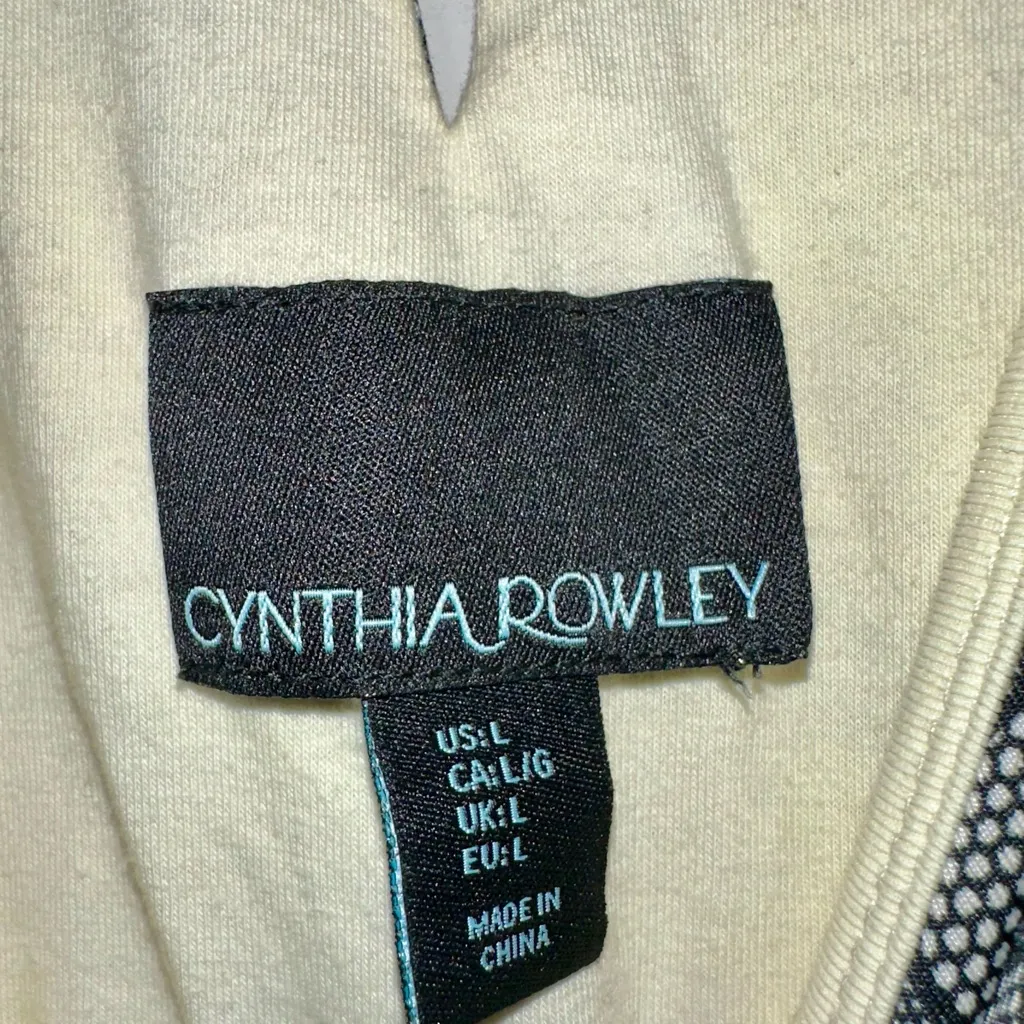 CYNTHIA ROWLEY
US: L
CA: L/G
UK: L
EU: L
MADE IN
CHINA